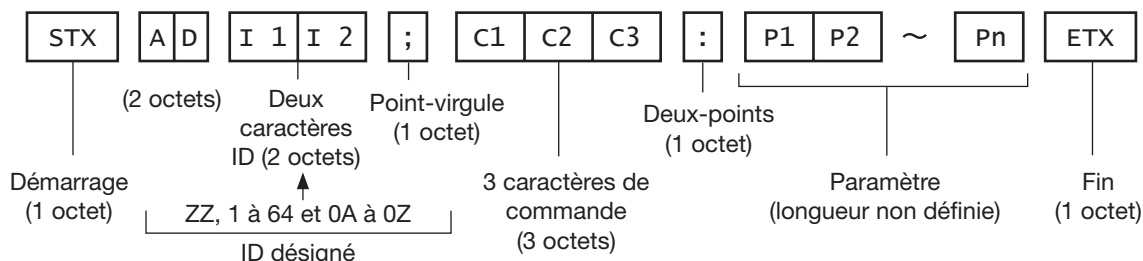 STX A D I 1 I 2 ; C1 C2 C3 : P1 P2 ～ Pn ETX
(2 octets)
Deux
caractères
ID (2 octets)
Point-virgule
(1 octet)
Deux-points
(1 octet)
Démarrage
(1 octet)
ZZ, 1 à 64 et 0A à 0Z
ID désigné
3 caractères de
commande
(3 octets)
Paramètre
(longueur non définie)
Fin
(1 octet)